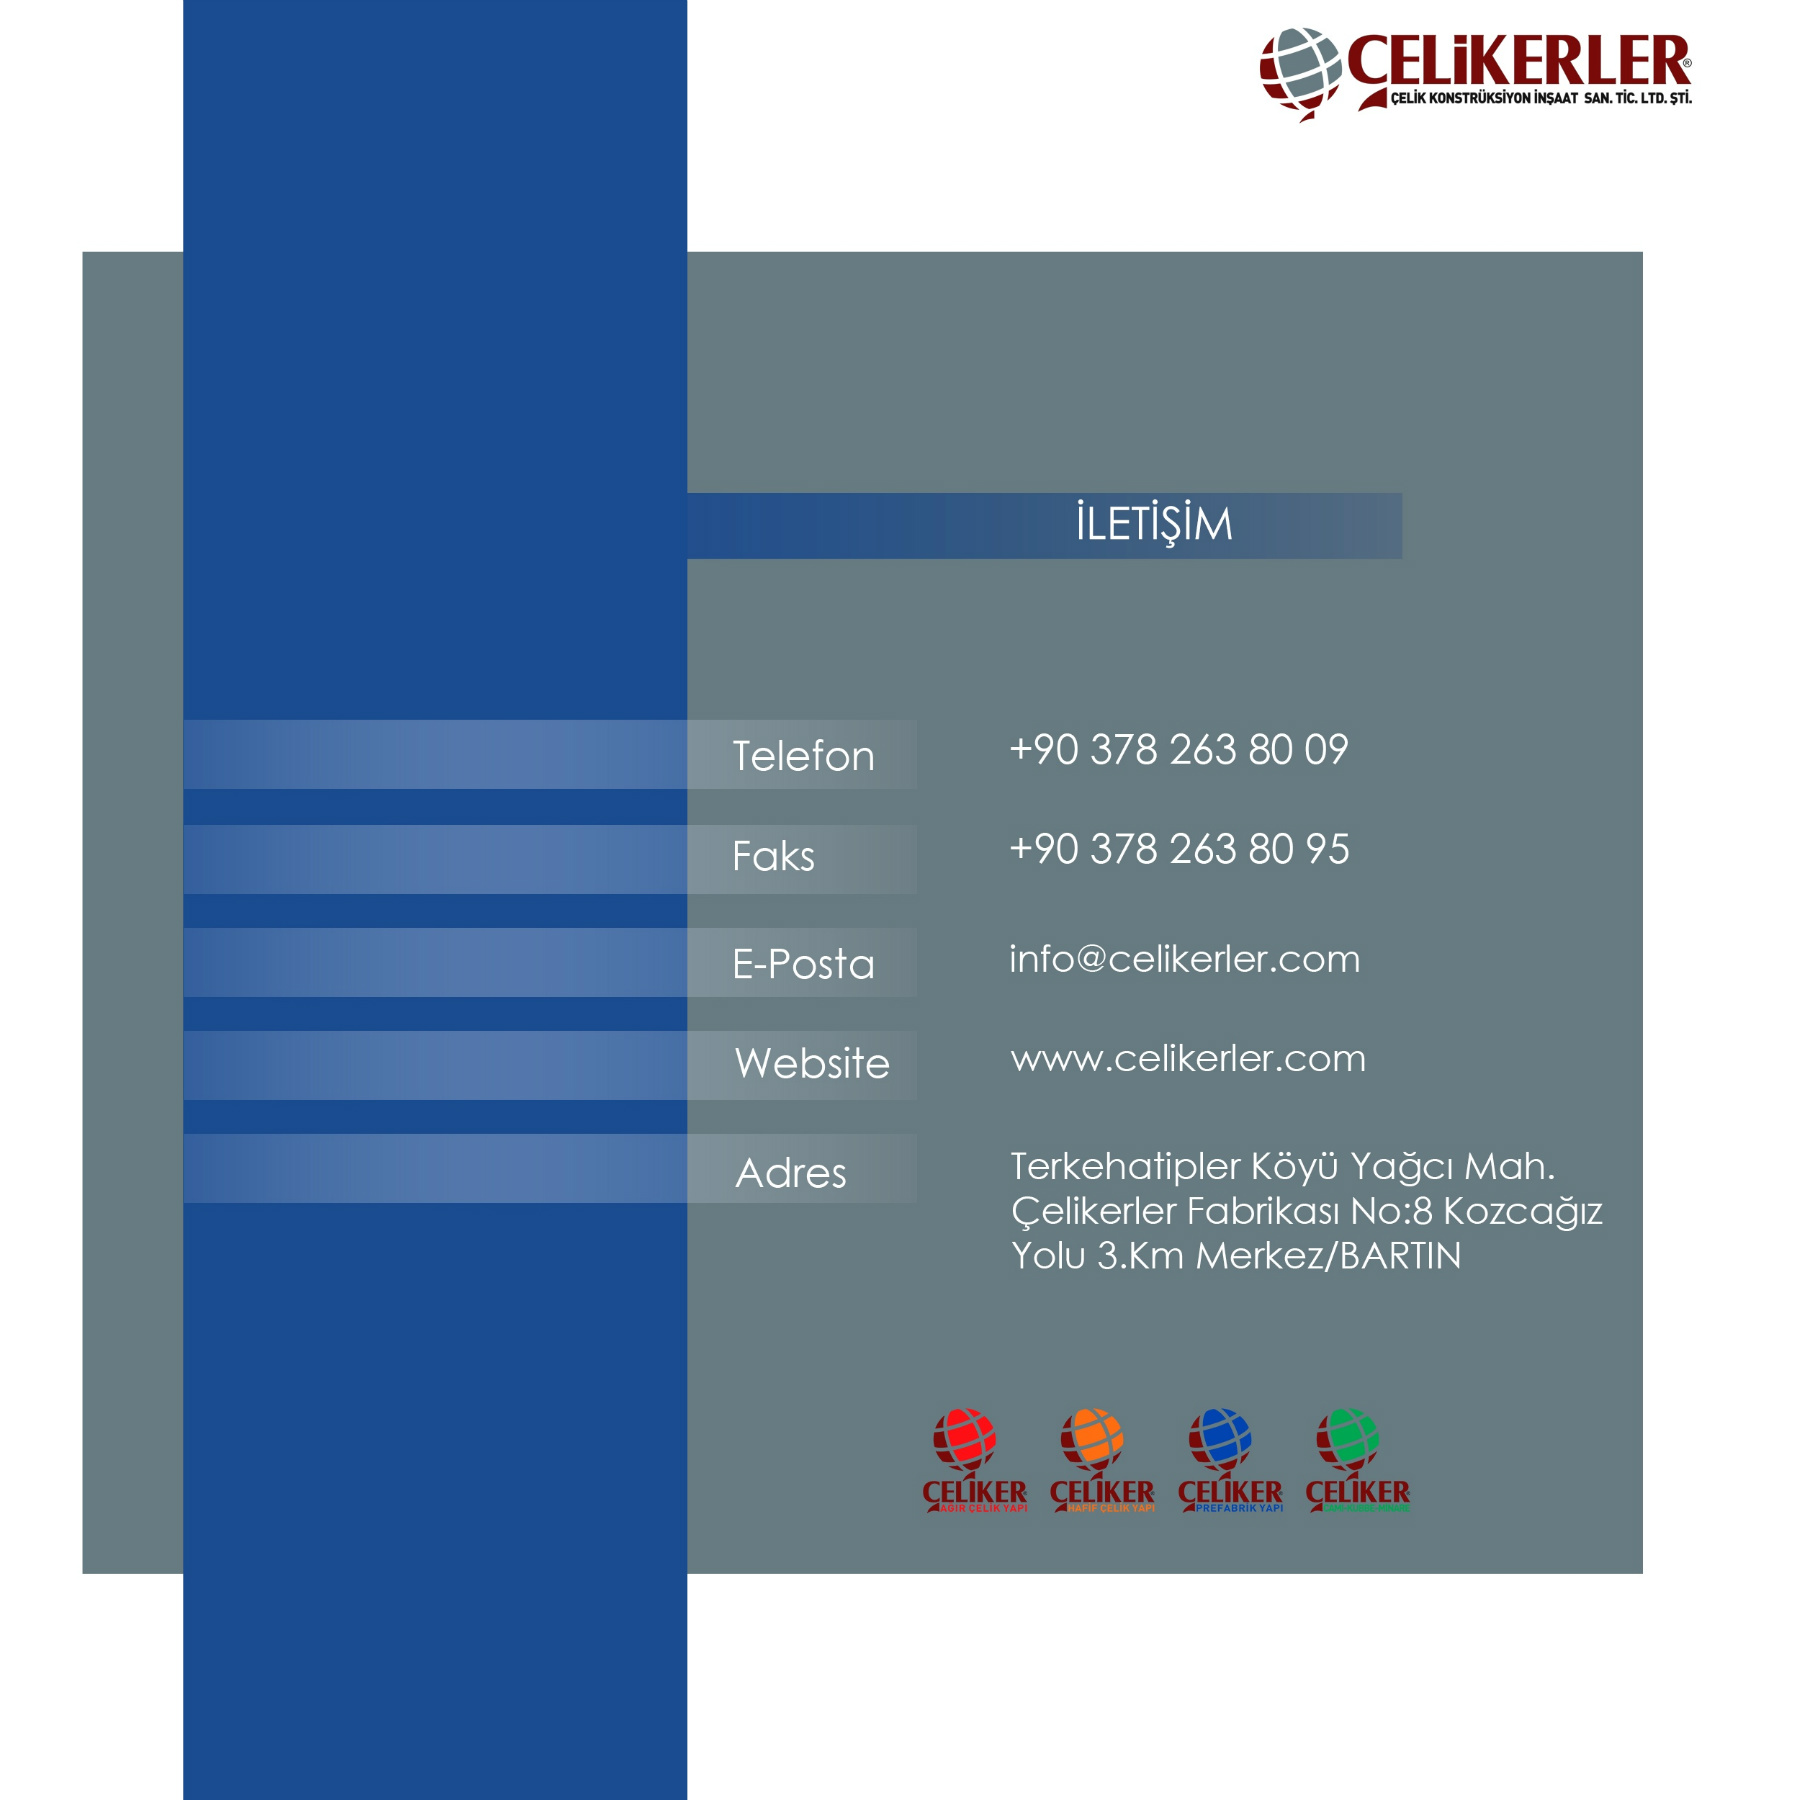 ÇELİKERLER®
ÇELİK KONSTRÜKSİYON İNŞAAT SAN. TİC. LTD. ŞTİ.
İLETİŞİM
Telefon +90 378 263 80 09
Faks +90 378 263 80 95
E-Posta info@celikerler.com
Website www.celikerler.com
Adres Terkehatipler Köyü Yağcı Mah.
Çelikerler Fabrikası No:8 Kozcağız
Yolu 3.Km Merkez/BARTIN
ÇELİKER ÇELİKER ÇELİKER ÇELİKER
AĞIR ÇELİK YAPI HAFİF ÇELİK YAPI PREFABRİK YAPI